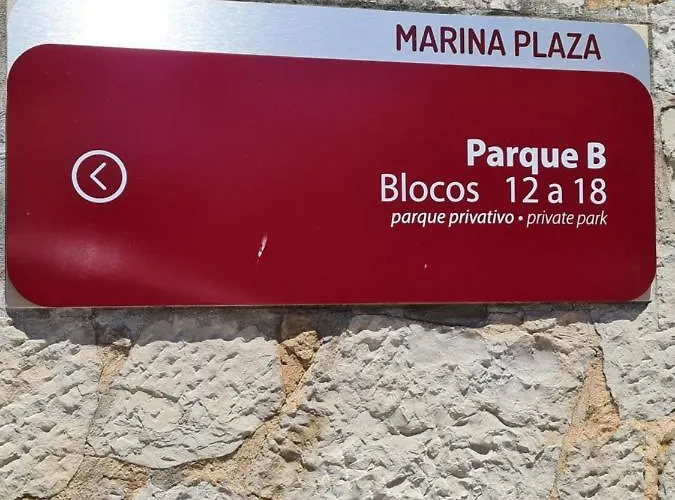 MARINA PLAZA
Parque B
Blocos 12 a 18
parque privativo • private park